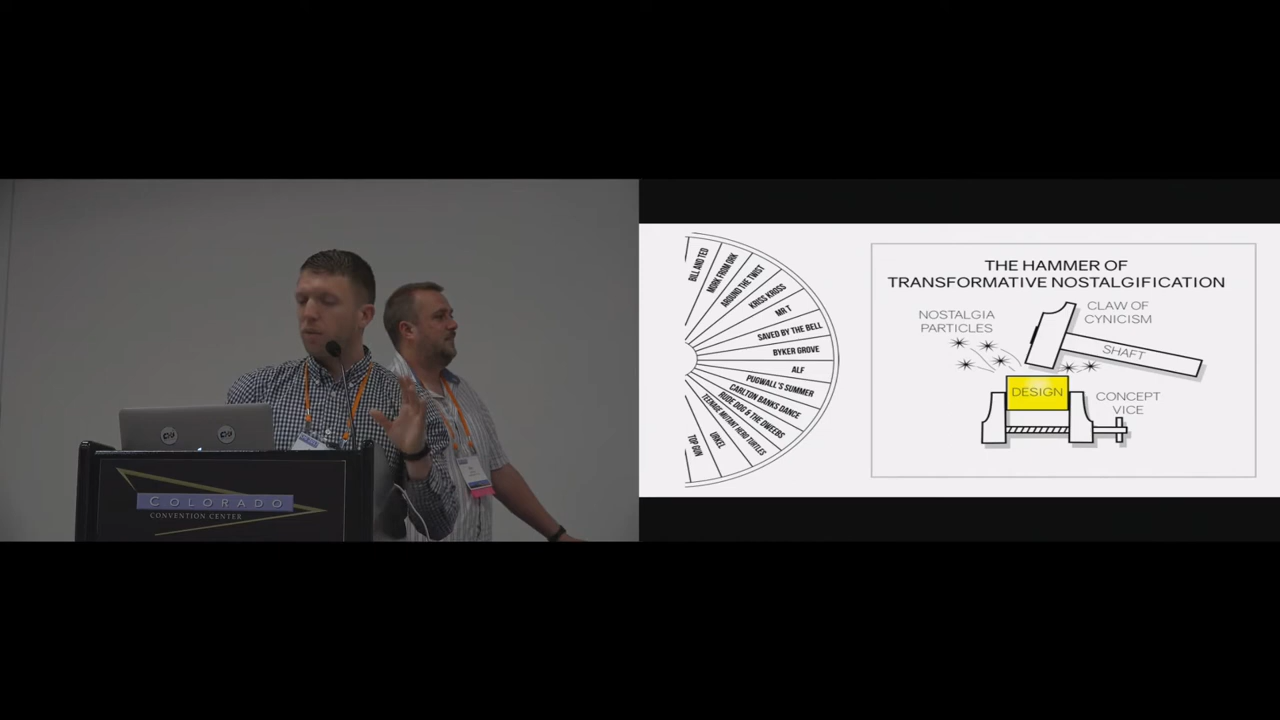 COLORADO
CONVENTION CENTER
BILL AND TED
MORK FROM ORK
AROUND THE TWIST
KRISS KROSS
MR T
SAVED BY THE BELL
BYKER GROVE
ALF
PUGWALL'S SUMMER
CARLTON BANKS DANCE
RUDE DOG & THE DWEEBS
TEENAGE MUTANT HERO TURTLES
URKEL
TOP GUN
THE HAMMER OF
TRANSFORMATIVE NOSTALGIFICATION
NOSTALGIA
PARTICLES
CLAW OF
CYNICISM
SHAFT
DESIGN
CONCEPT
VICE